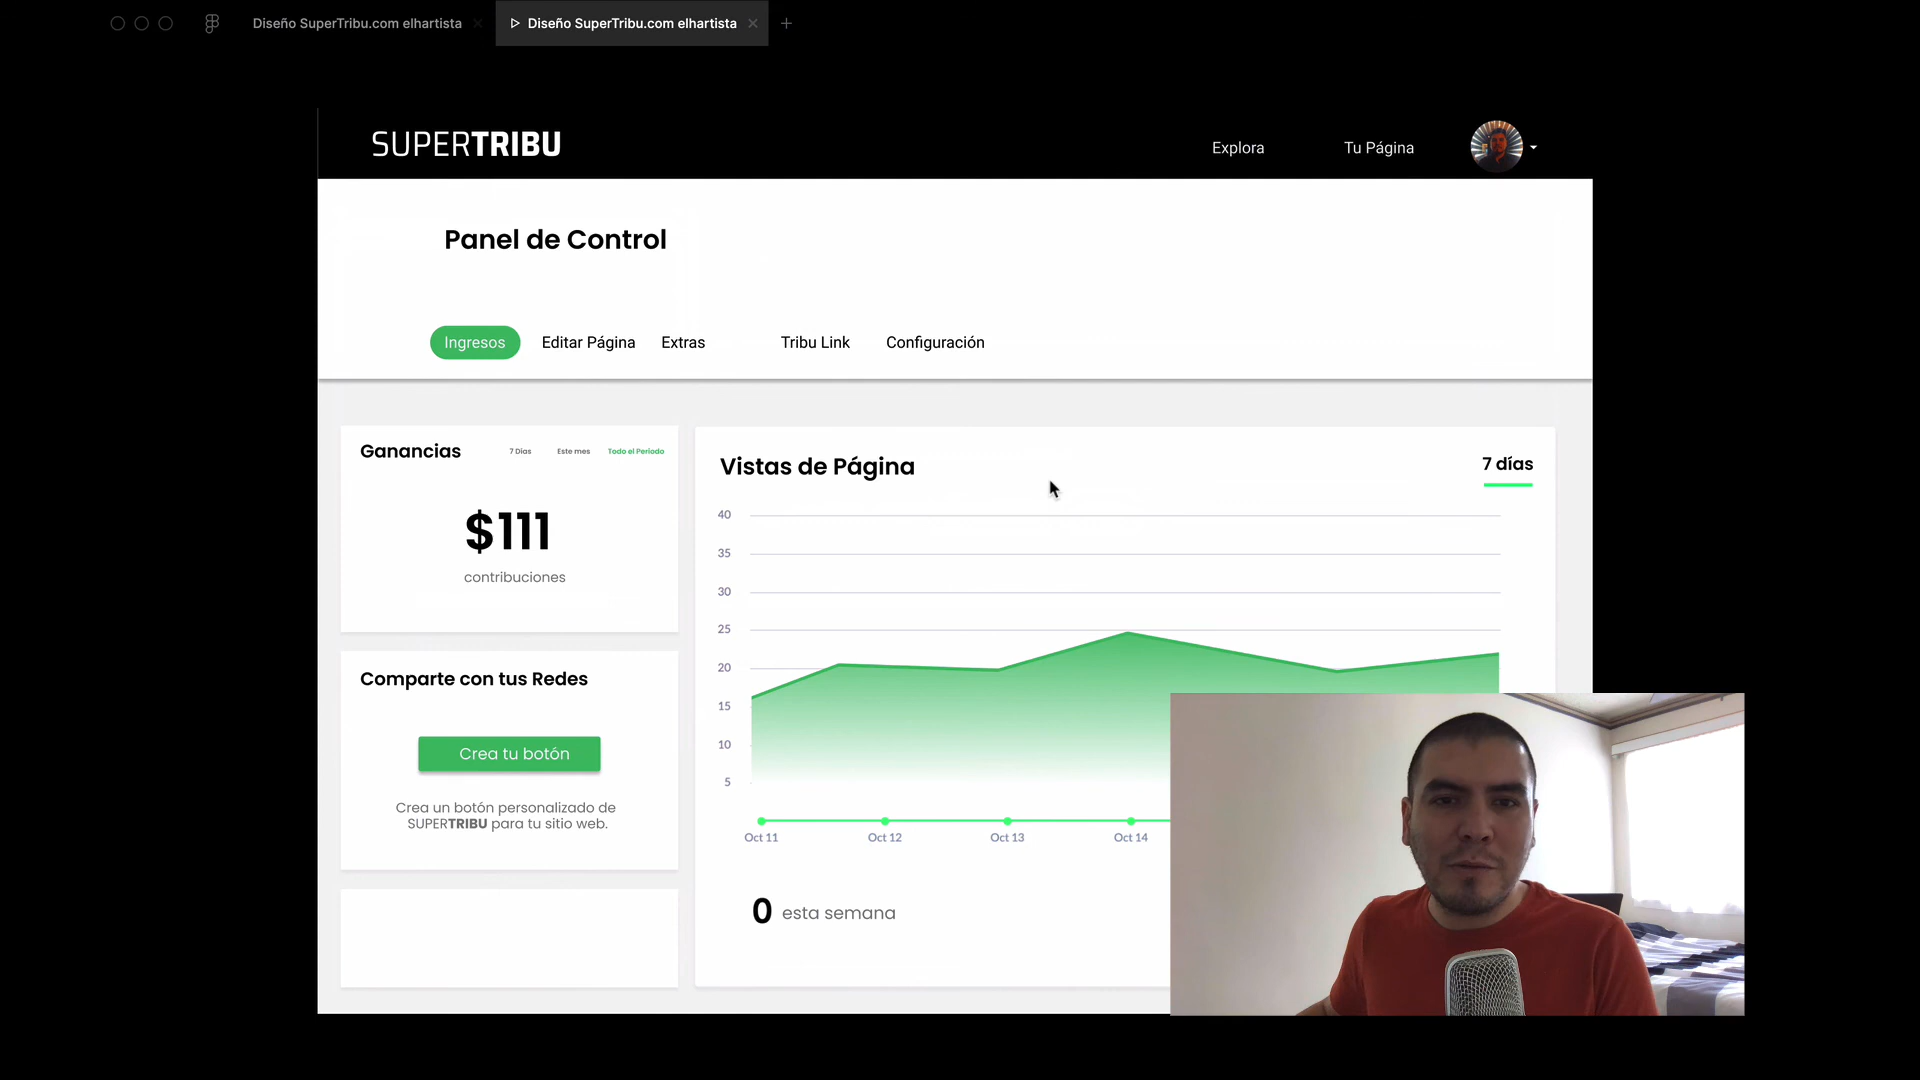 Diseño SuperTribu.com elhartista
Diseño SuperTribu.com elhartista
SUPERTRIBU
Explora
Tu Página
Panel de Control
Ingresos
Editar Página
Extras
Tribu Link
Configuración
Ganancias
7 Días
Este mes
Todo el Periodo
$111
contribuciones
Comparte con tus Redes
Crea tu botón
Crea un botón personalizado de
SUPERTRIBU para tu sitio web.
Vistas de Página
7 días
40
35
30
25
20
15
10
5
Oct 11
Oct 12
Oct 13
Oct 14
0 esta semana